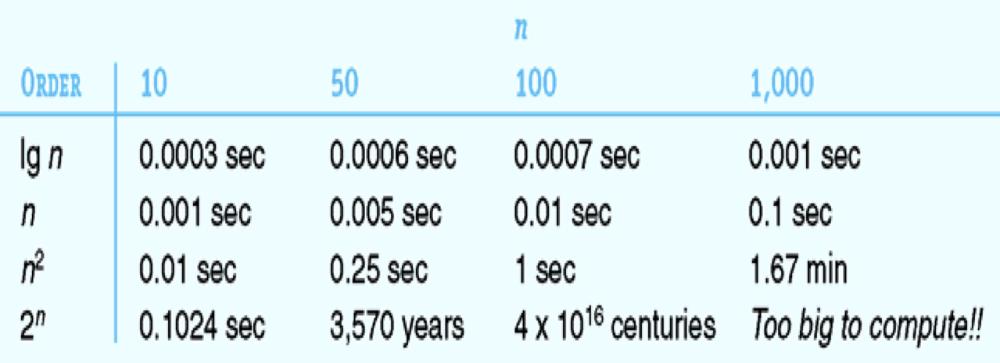 n
ORDER 10 50 100 1,000
lg n 0.0003 sec 0.0006 sec 0.0007 sec 0.001 sec
n 0.001 sec 0.005 sec 0.01 sec 0.1 sec
n² 0.01 sec 0.25 sec 1 sec 1.67 min
2ⁿ 0.1024 sec 3,570 years 4 x 10¹⁶ centuries Too big to compute!!